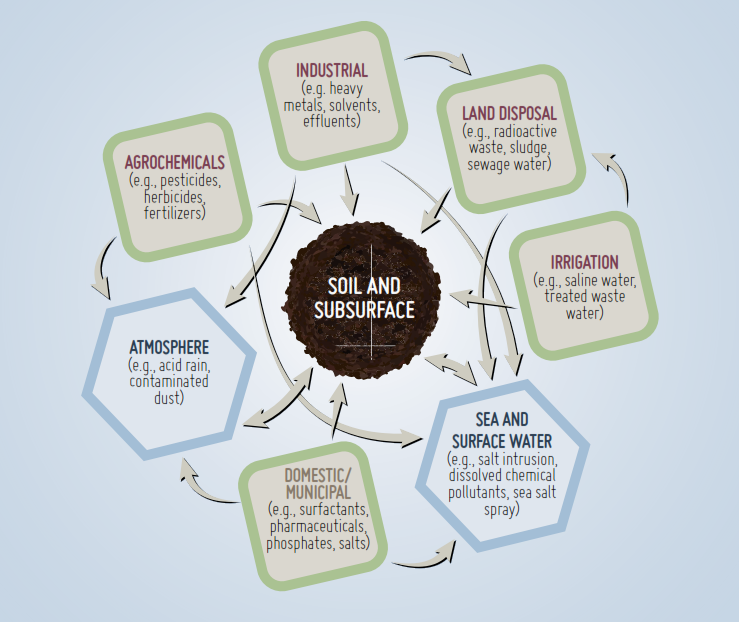 INDUSTRIAL
(e.g. heavy
metals, solvents,
effluents)
LAND DISPOSAL
(e.g., radioactive
waste, sludge,
sewage water)
AGROCHEMICALS
(e.g., pesticides,
herbicides,
fertilizers)
IRRIGATION
(e.g., saline water,
treated waste
water)
SOIL AND
SUBSURFACE
ATMOSPHERE
(e.g., acid rain,
contaminated
dust)
SEA AND
SURFACE WATER
(e.g., salt intrusion,
dissolved chemical
pollutants, sea salt
spray)
DOMESTIC/
MUNICIPAL
(e.g., surfactants,
pharmaceuticals,
phosphates, salts)